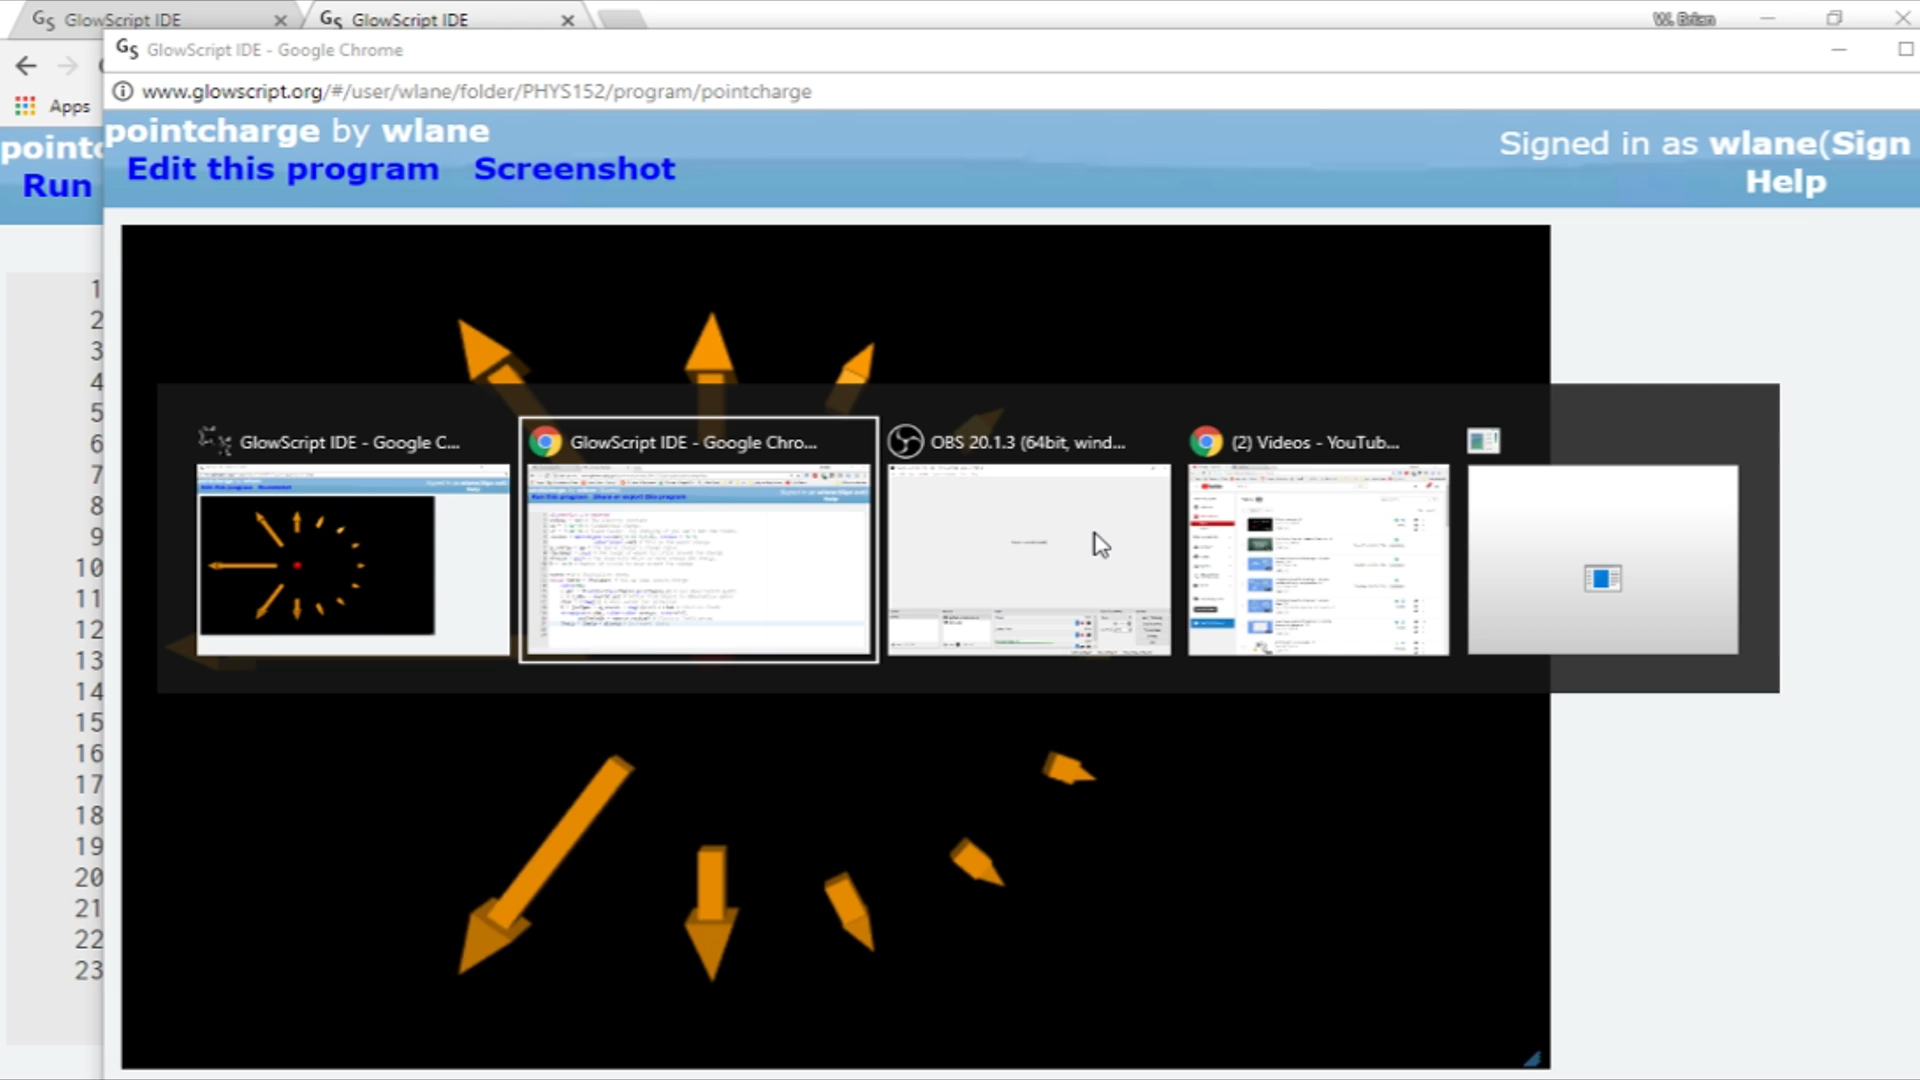 GlowScript IDE
GlowScript IDE
W. Brian
GlowScript IDE - Google Chrome
www.glowscript.org/#/user/wlane/folder/PHYS152/program/pointcharge
Apps
pointcharge by wlane
Edit this program Screenshot
Signed in as wlane(Sign
Help
pointc
Run
1
2
3
4
5
6
7
8
9
10
11
12
13
14
15
16
17
18
19
20
21
22
23
GlowScript IDE - Google C...
GlowScript IDE - Google Chro...
OBS 20.1.3 (64bit, wind...
(2) Videos - YouTub...